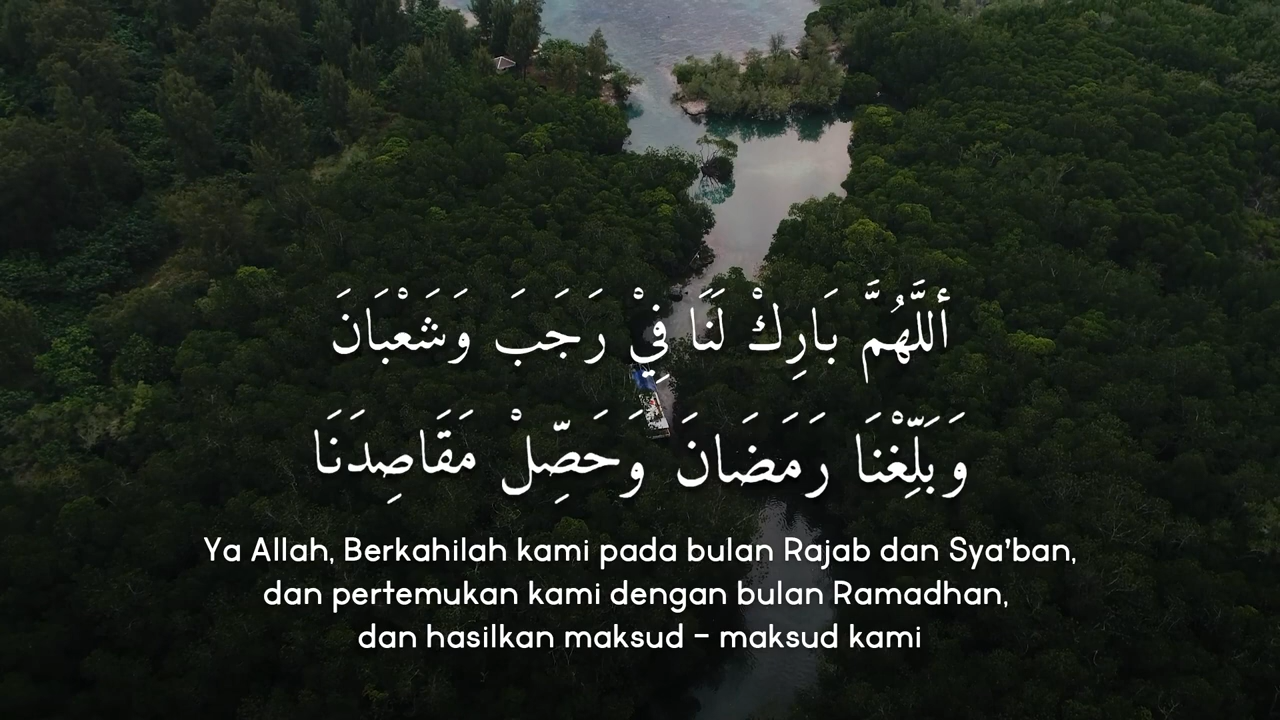 أللَّهُمَّ بَارِكْ لَنَا فِيْ رَجَبَ وَشَعْبَانَ
وَبَلِّغْنَا رَمَضَانَ وَحَصِّلْ مَقَاصِدَنَا
Ya Allah, Berkahilah kami pada bulan Rajab dan Sya’ban,
dan pertemukan kami dengan bulan Ramadhan,
dan hasilkan maksud - maksud kami